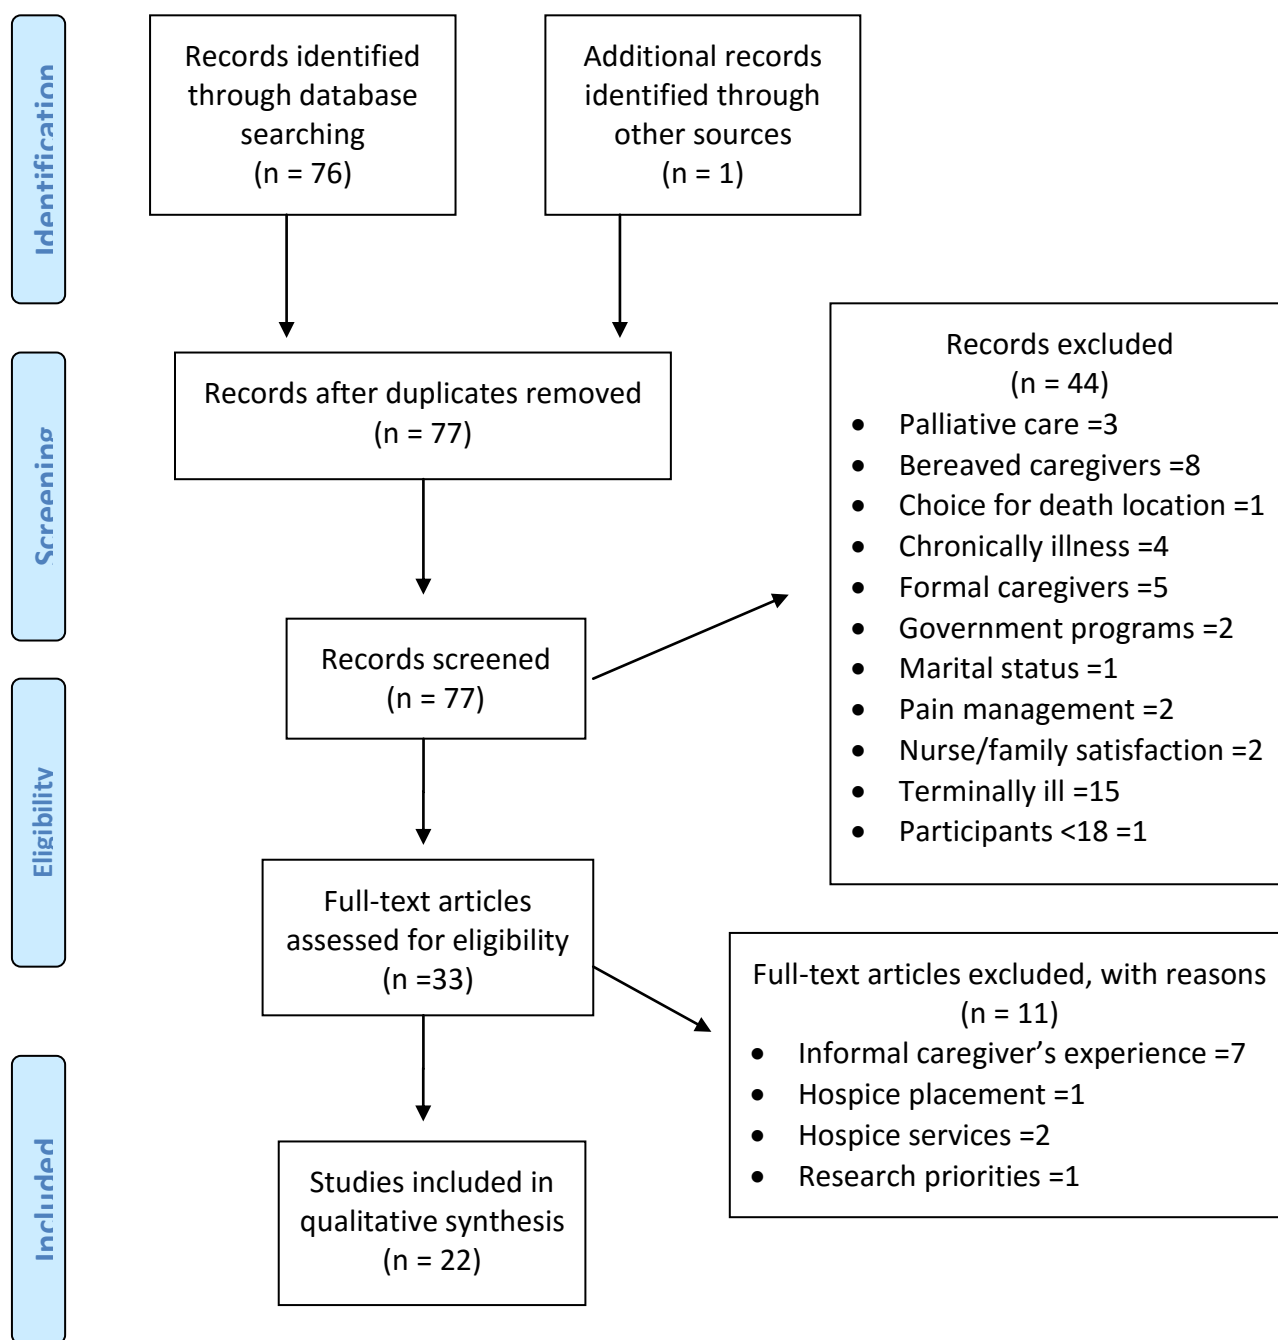 Identification
Records identified
through database
searching
(n = 76)
Additional records
identified through
other sources
(n = 1)
Screening
Records after duplicates removed
(n = 77)
Records screened
(n = 77)
Records excluded
(n = 44)
• Palliative care =3
• Bereaved caregivers =8
• Choice for death location =1
• Chronically illness =4
• Formal caregivers =5
• Government programs =2
• Marital status =1
• Pain management =2
• Nurse/family satisfaction =2
• Terminally ill =15
• Participants <18 =1
Eligibility
Full-text articles
assessed for eligibility
(n =33)
Full-text articles excluded, with reasons
(n = 11)
• Informal caregiver’s experience =7
• Hospice placement =1
• Hospice services =2
• Research priorities =1
Included
Studies included in
qualitative synthesis
(n = 22)